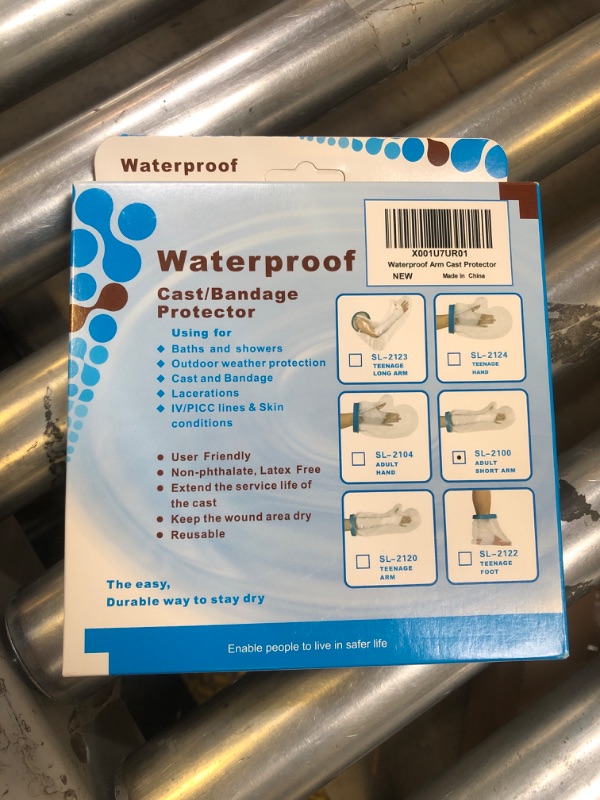 Waterproof
X001U7UR01
Waterproof Arm Cast Protector
NEW Made In China
Waterproof
Cast/Bandage
Protector
Using for
Baths and showers
Outdoor weather protection
Cast and Bandage
Lacerations
IV/PICC lines & Skin
conditions
User Friendly
Non-phthalate, Latex Free
Extend the service life of
the cast
Keep the wound area dry
Reusable
The easy,
Durable way to stay dry
SL-2123
TEENAGE
LONG ARM
SL-2124
TEENAGE
HAND
SL-2104
ADULT
HAND
SL-2100
ADULT
SHORT ARM
SL-2120
TEENAGE
ARM
SL-2122
TEENAGE
FOOT
Enable people to live in safer life